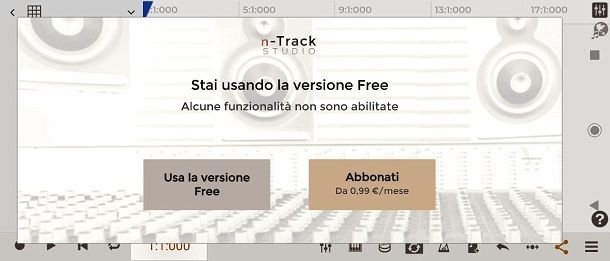 1:1:000
5:1:000
9:1:000
13:1:000
17:1:000
n-Track
STUDIO
Stai usando la versione Free
Alcune funzionalità non sono abilitate
Usa la versione
Free
Abbonati
Da 0,99 €/mese
?
1:1:000